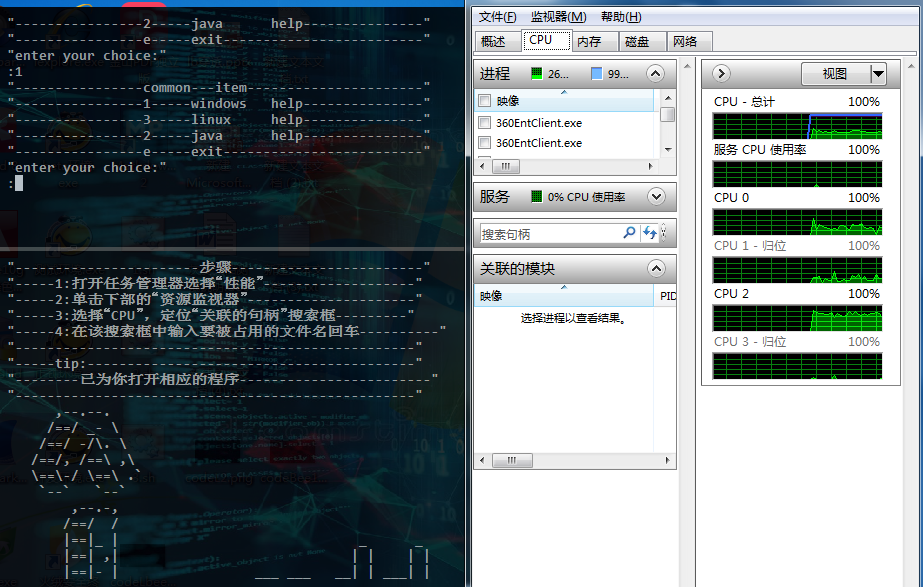 "----------------2-----java      help---------------"
"----------------e-----exit-------------------------"
"enter your choice:"
:1
"----------------common---item----------------------"
"----------------1-----windows   help---------------"
"----------------3-----linux     help---------------"
"----------------2-----java      help---------------"
"----------------e-----exit-------------------------"
"enter your choice:"
:
"-----------------------步骤------------------------"
"-----1:打开任务管理器选择“性能”-------------------"
"-----2:单击下部的“资源监视器”---------------------"
"-----3:选择“CPU”, 定位“关联的句柄”搜索框---------"
"-----4:在该搜索框中输入要被占用的文件名回车----------"
"--------------------------------------------------"
"-----tip:-----------------------------------------"
"--------已为你打开相应的程序------------------------"
"--------------------------------------------------"
文件(F) 监视器(M) 帮助(H)
概述 CPU 内存 磁盘 网络
进程 26... 99...
映像
360EntClient.exe
360EntClient.exe
服务 0% CPU 使用率
搜索句柄
关联的模块
映像 PID
选择进程以查看结果。
视图
CPU - 总计 100%
服务 CPU 使用率 100%
CPU 0 100%
CPU 1 - 归位 100%
CPU 2 100%
CPU 3 - 归位 100%